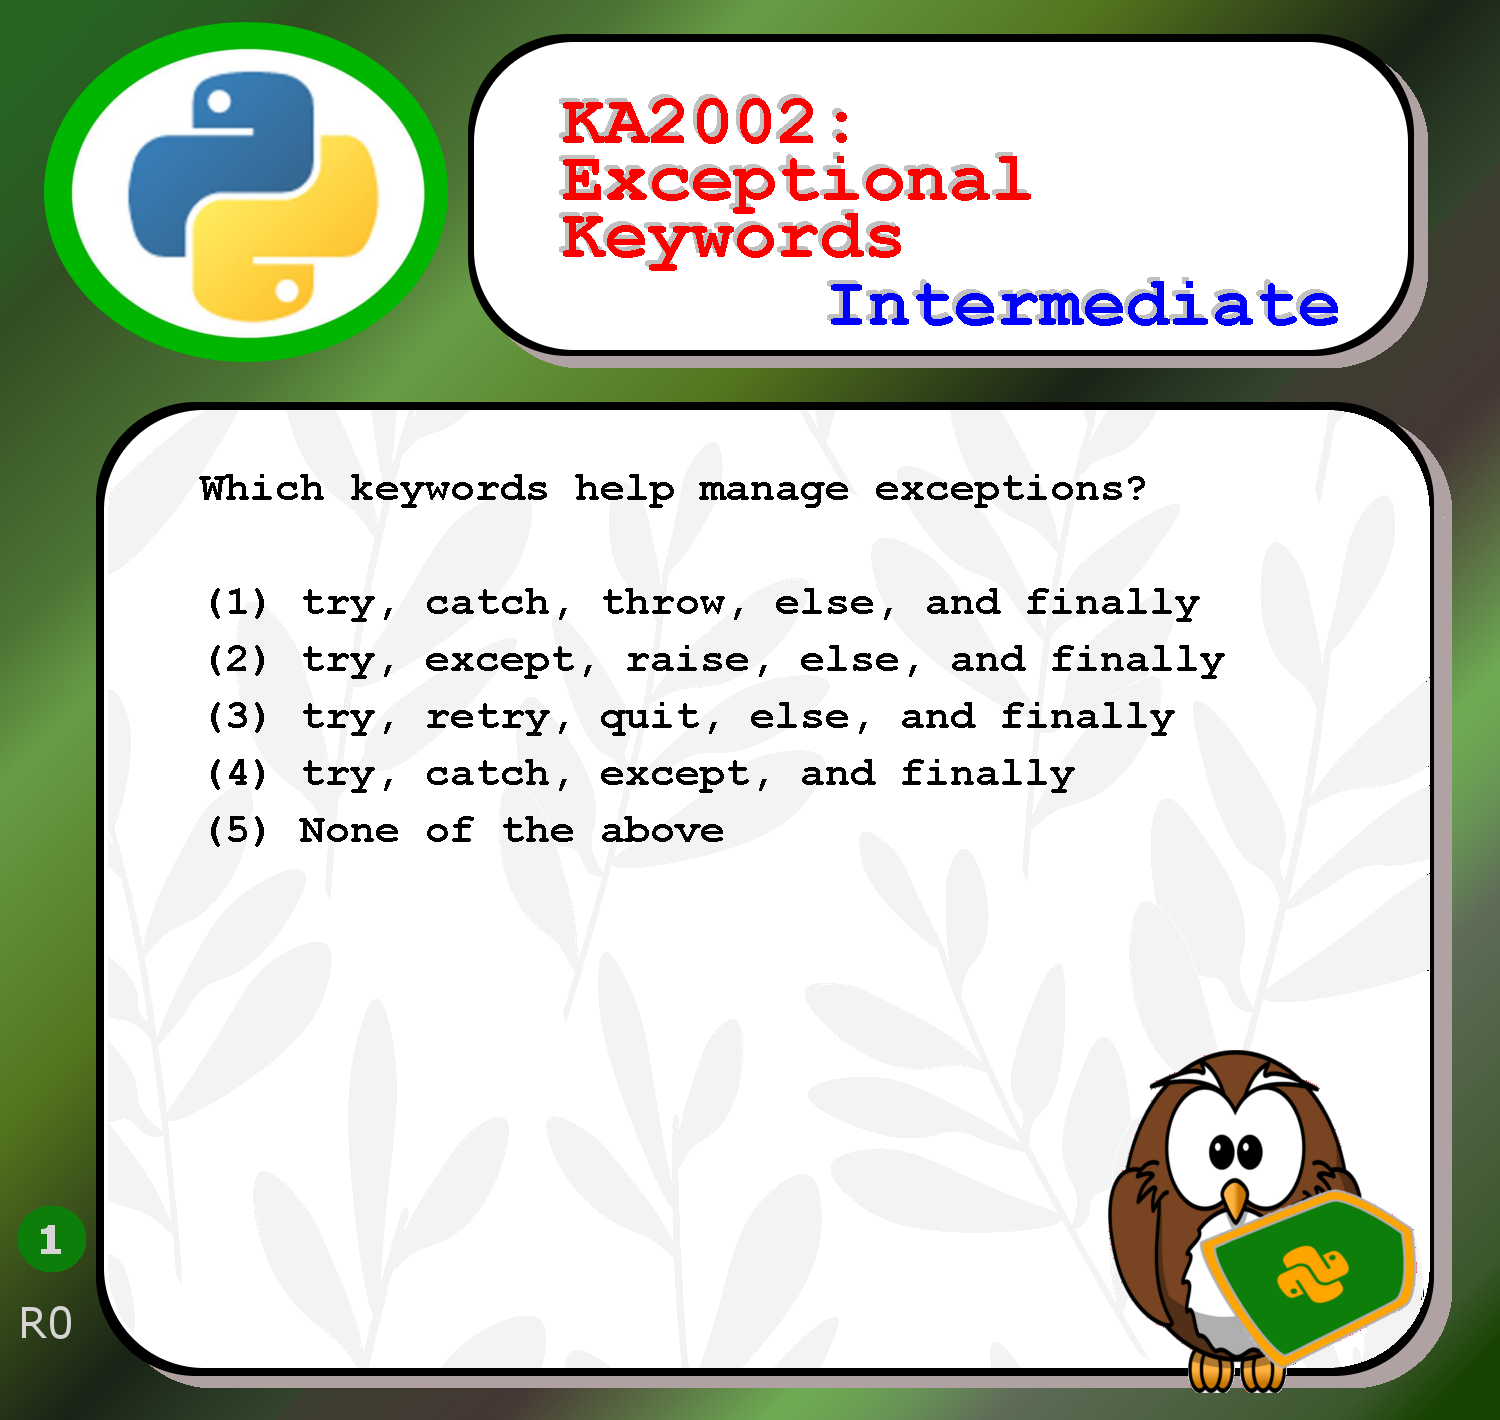 KA2002:
Exceptional
Keywords
Intermediate
Which keywords help manage exceptions?
(1) try, catch, throw, else, and finally
(2) try, except, raise, else, and finally
(3) try, retry, quit, else, and finally
(4) try, catch, except, and finally
(5) None of the above
1
R0